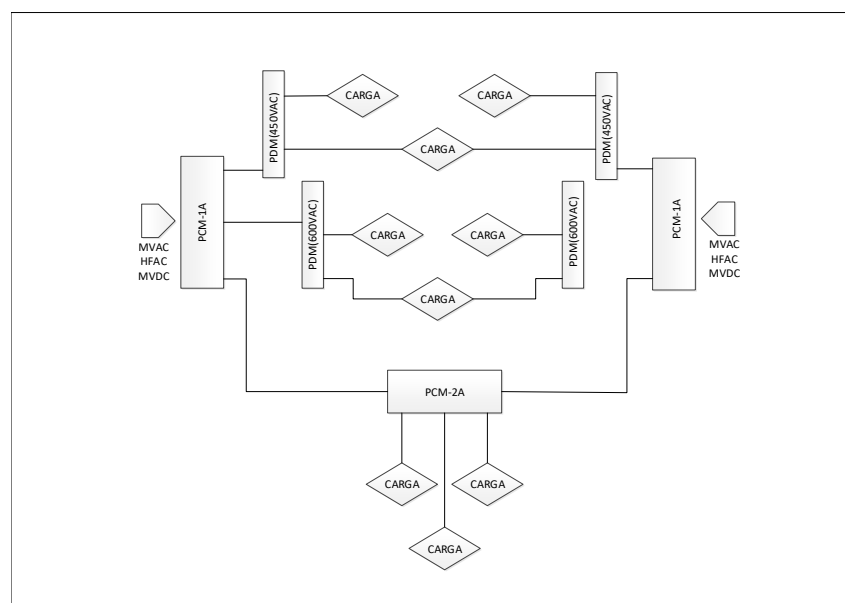 CARGA
CARGA
PDM(450VAC)
PDM(450VAC)
CARGA
PCM-1A
PCM-1A
MVAC
HFAC
MVDC
MVAC
HFAC
MVDC
PDM(600VAC)
CARGA
CARGA
PDM(600VAC)
CARGA
PCM-2A
CARGA
CARGA
CARGA